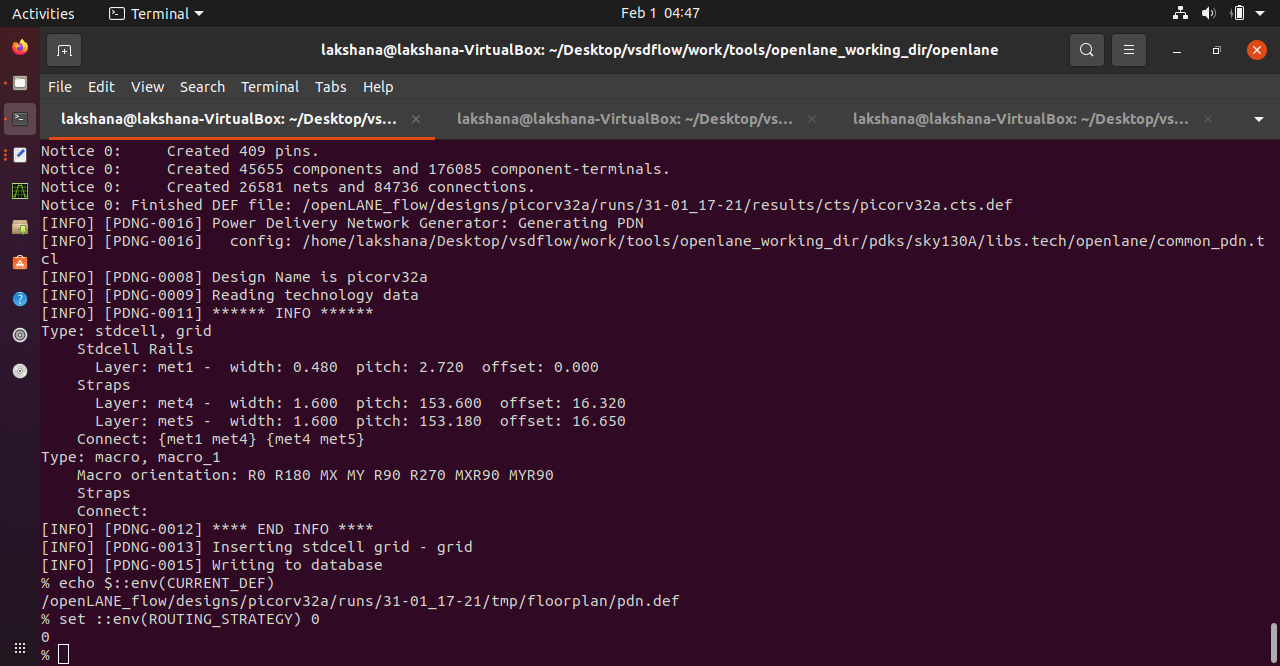 Activities Terminal Feb 1 04:47
lakshana@lakshana-VirtualBox: ~/Desktop/vsdflow/work/tools/openlane_working_dir/openlane
File Edit View Search Terminal Tabs Help
lakshana@lakshana-VirtualBox: ~/Desktop/vs... lakshana@lakshana-VirtualBox: ~/Desktop/vs... lakshana@lakshana-VirtualBox: ~/Desktop/vs...
Notice 0:     Created 409 pins.
Notice 0:     Created 45655 components and 176085 component-terminals.
Notice 0:     Created 26581 nets and 84736 connections.
Notice 0: Finished DEF file: /openLANE_flow/designs/picorv32a/runs/31-01_17-21/results/cts/picorv32a.cts.def
[INFO] [PDNG-0016] Power Delivery Network Generator: Generating PDN
[INFO] [PDNG-0016]   config: /home/lakshana/Desktop/vsdflow/work/tools/openlane_working_dir/pdks/sky130A/libs.tech/openlane/common_pdn.t
cl
[INFO] [PDNG-0008] Design Name is picorv32a
[INFO] [PDNG-0009] Reading technology data
[INFO] [PDNG-0011] ****** INFO ******
Type: stdcell, grid
    Stdcell Rails
      Layer: met1 -  width: 0.480  pitch: 2.720  offset: 0.000
    Straps
      Layer: met4 -  width: 1.600  pitch: 153.600  offset: 16.320
      Layer: met5 -  width: 1.600  pitch: 153.180  offset: 16.650
    Connect: {met1 met4} {met4 met5}
Type: macro, macro_1
    Macro orientation: R0 R180 MX MY R90 R270 MXR90 MYR90
    Straps
    Connect:
[INFO] [PDNG-0012] **** END INFO ****
[INFO] [PDNG-0013] Inserting stdcell grid - grid
[INFO] [PDNG-0015] Writing to database
% echo $::env(CURRENT_DEF)
/openLANE_flow/designs/picorv32a/runs/31-01_17-21/tmp/floorplan/pdn.def
% set ::env(ROUTING_STRATEGY) 0
0
%